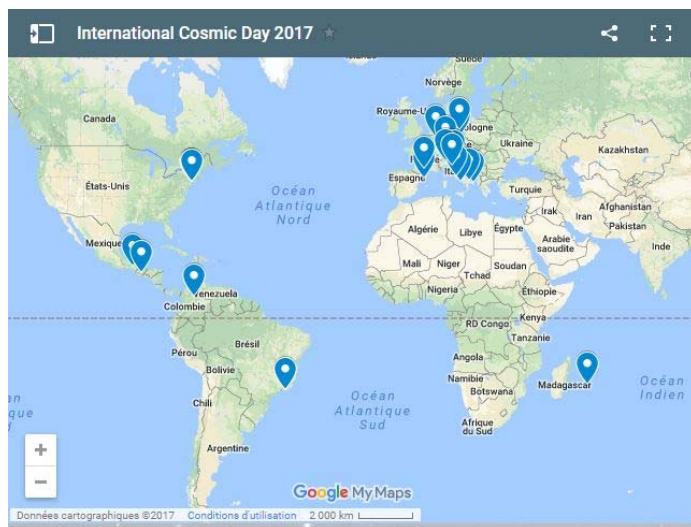 International Cosmic Day 2017
Suède
Norvège
Canada
Royaume-U
ologne
Ukraine
Kazakhstan
Espagne
États-Unis
Océan
Atlantique
Nord
Turquie
Afghanistan
Irak
Iran
Pakistan
Algérie
Libye
Égypte
Arabie
saoudite
Inde
Mexique
Mali
Niger
Tchad
Soudan
Nigeria
Éthiopie
Venezuela
Colombie
Kenya
RD Congo
Tanzanie
Brésil
Pérou
Angola
Bolivie
Namibie
Botswana
Madagascar
Océan
Indien
Océan
Atlantique
Sud
Chili
Afrique
du Sud
Argentine
Google My Maps
Données cartographiques ©2017 Conditions d'utilisation 2 000 km